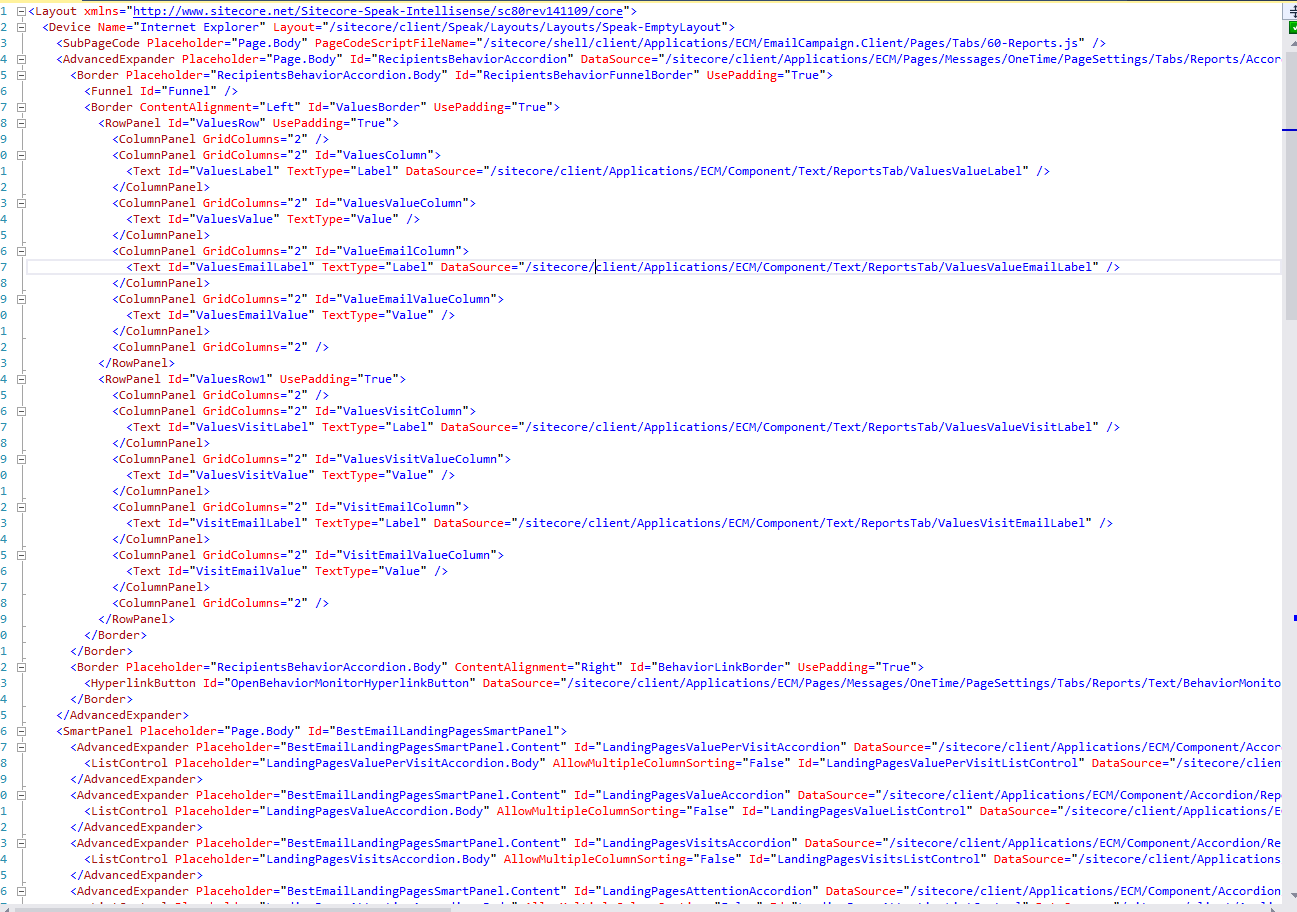 1 <Layout xmlns="http://www.sitecore.net/Sitecore-Speak-Intellisense/sc80rev141109/core">
2 <Device Name="Internet Explorer" Layout="/sitecore/client/Speak/Layouts/Layouts/Speak-EmptyLayout">
3 <SubPageCode Placeholder="Page.Body" PageCodeScriptFileName="/sitecore/shell/client/Applications/ECM/EmailCampaign.Client/Pages/Tabs/60-Reports.js" />
4 <AdvancedExpander Placeholder="Page.Body" Id="RecipientsBehaviorAccordion" DataSource="/sitecore/client/Applications/ECM/Pages/Messages/OneTime/PageSettings/Tabs/Reports/Accor
5 <Border Placeholder="RecipientsBehaviorAccordion.Body" Id="RecipientsBehaviorFunnelBorder" UsePadding="True">
6 <Funnel Id="Funnel" />
7 <Border ContentAlignment="Left" Id="ValuesBorder" UsePadding="True">
8 <RowPanel Id="ValuesRow" UsePadding="True">
9 <ColumnPanel GridColumns="2" />
0 <ColumnPanel GridColumns="2" Id="ValuesColumn">
1 <Text Id="ValuesLabel" TextType="Label" DataSource="/sitecore/client/Applications/ECM/Component/Text/ReportsTab/ValuesValueLabel" />
2 </ColumnPanel>
3 <ColumnPanel GridColumns="2" Id="ValuesValueColumn">
4 <Text Id="ValuesValue" TextType="Value" />
5 </ColumnPanel>
6 <ColumnPanel GridColumns="2" Id="ValueEmailColumn">
7 <Text Id="ValuesEmailLabel" TextType="Label" DataSource="/sitecore/client/Applications/ECM/Component/Text/ReportsTab/ValuesValueEmailLabel" />
8 </ColumnPanel>
9 <ColumnPanel GridColumns="2" Id="ValueEmailValueColumn">
0 <Text Id="ValuesEmailValue" TextType="Value" />
1 </ColumnPanel>
2 <ColumnPanel GridColumns="2" />
3 </RowPanel>
4 <RowPanel Id="ValuesRow1" UsePadding="True">
5 <ColumnPanel GridColumns="2" />
6 <ColumnPanel GridColumns="2" Id="ValuesVisitColumn">
7 <Text Id="ValuesVisitLabel" TextType="Label" DataSource="/sitecore/client/Applications/ECM/Component/Text/ReportsTab/ValuesValueVisitLabel" />
8 </ColumnPanel>
9 <ColumnPanel GridColumns="2" Id="ValuesVisitValueColumn">
0 <Text Id="ValuesVisitValue" TextType="Value" />
1 </ColumnPanel>
2 <ColumnPanel GridColumns="2" Id="VisitEmailColumn">
3 <Text Id="VisitEmailLabel" TextType="Label" DataSource="/sitecore/client/Applications/ECM/Component/Text/ReportsTab/ValuesVisitEmailLabel" />
4 </ColumnPanel>
5 <ColumnPanel GridColumns="2" Id="VisitEmailValueColumn">
6 <Text Id="VisitEmailValue" TextType="Value" />
7 </ColumnPanel>
8 <ColumnPanel GridColumns="2" />
9 </RowPanel>
0 </Border>
1 </Border>
2 <Border Placeholder="RecipientsBehaviorAccordion.Body" ContentAlignment="Right" Id="BehaviorLinkBorder" UsePadding="True">
3 <HyperlinkButton Id="OpenBehaviorMonitorHyperlinkButton" DataSource="/sitecore/client/Applications/ECM/Pages/Messages/OneTime/PageSettings/Tabs/Reports/Text/BehaviorMonito
4 </Border>
5 </AdvancedExpander>
6 <SmartPanel Placeholder="Page.Body" Id="BestEmailLandingPagesSmartPanel">
7 <AdvancedExpander Placeholder="BestEmailLandingPagesSmartPanel.Content" Id="LandingPagesValuePerVisitAccordion" DataSource="/sitecore/client/Applications/ECM/Component/Accor
8 <ListControl Placeholder="LandingPagesValuePerVisitAccordion.Body" AllowMultipleColumnSorting="False" Id="LandingPagesValuePerVisitListControl" DataSource="/sitecore/clien
9 </AdvancedExpander>
0 <AdvancedExpander Placeholder="BestEmailLandingPagesSmartPanel.Content" Id="LandingPagesValueAccordion" DataSource="/sitecore/client/Applications/ECM/Component/Accordion/Rep
1 <ListControl Placeholder="LandingPagesValueAccordion.Body" AllowMultipleColumnSorting="False" Id="LandingPagesValueListControl" DataSource="/sitecore/client/Applications/E
2 </AdvancedExpander>
3 <AdvancedExpander Placeholder="BestEmailLandingPagesSmartPanel.Content" Id="LandingPagesVisitsAccordion" DataSource="/sitecore/client/Applications/ECM/Component/Accordion/Re
4 <ListControl Placeholder="LandingPagesVisitsAccordion.Body" AllowMultipleColumnSorting="False" Id="LandingPagesVisitsListControl" DataSource="/sitecore/client/Applications
5 </AdvancedExpander>
6 <AdvancedExpander Placeholder="BestEmailLandingPagesSmartPanel.Content" Id="LandingPagesAttentionAccordion" DataSource="/sitecore/client/Applications/ECM/Component/Accordion